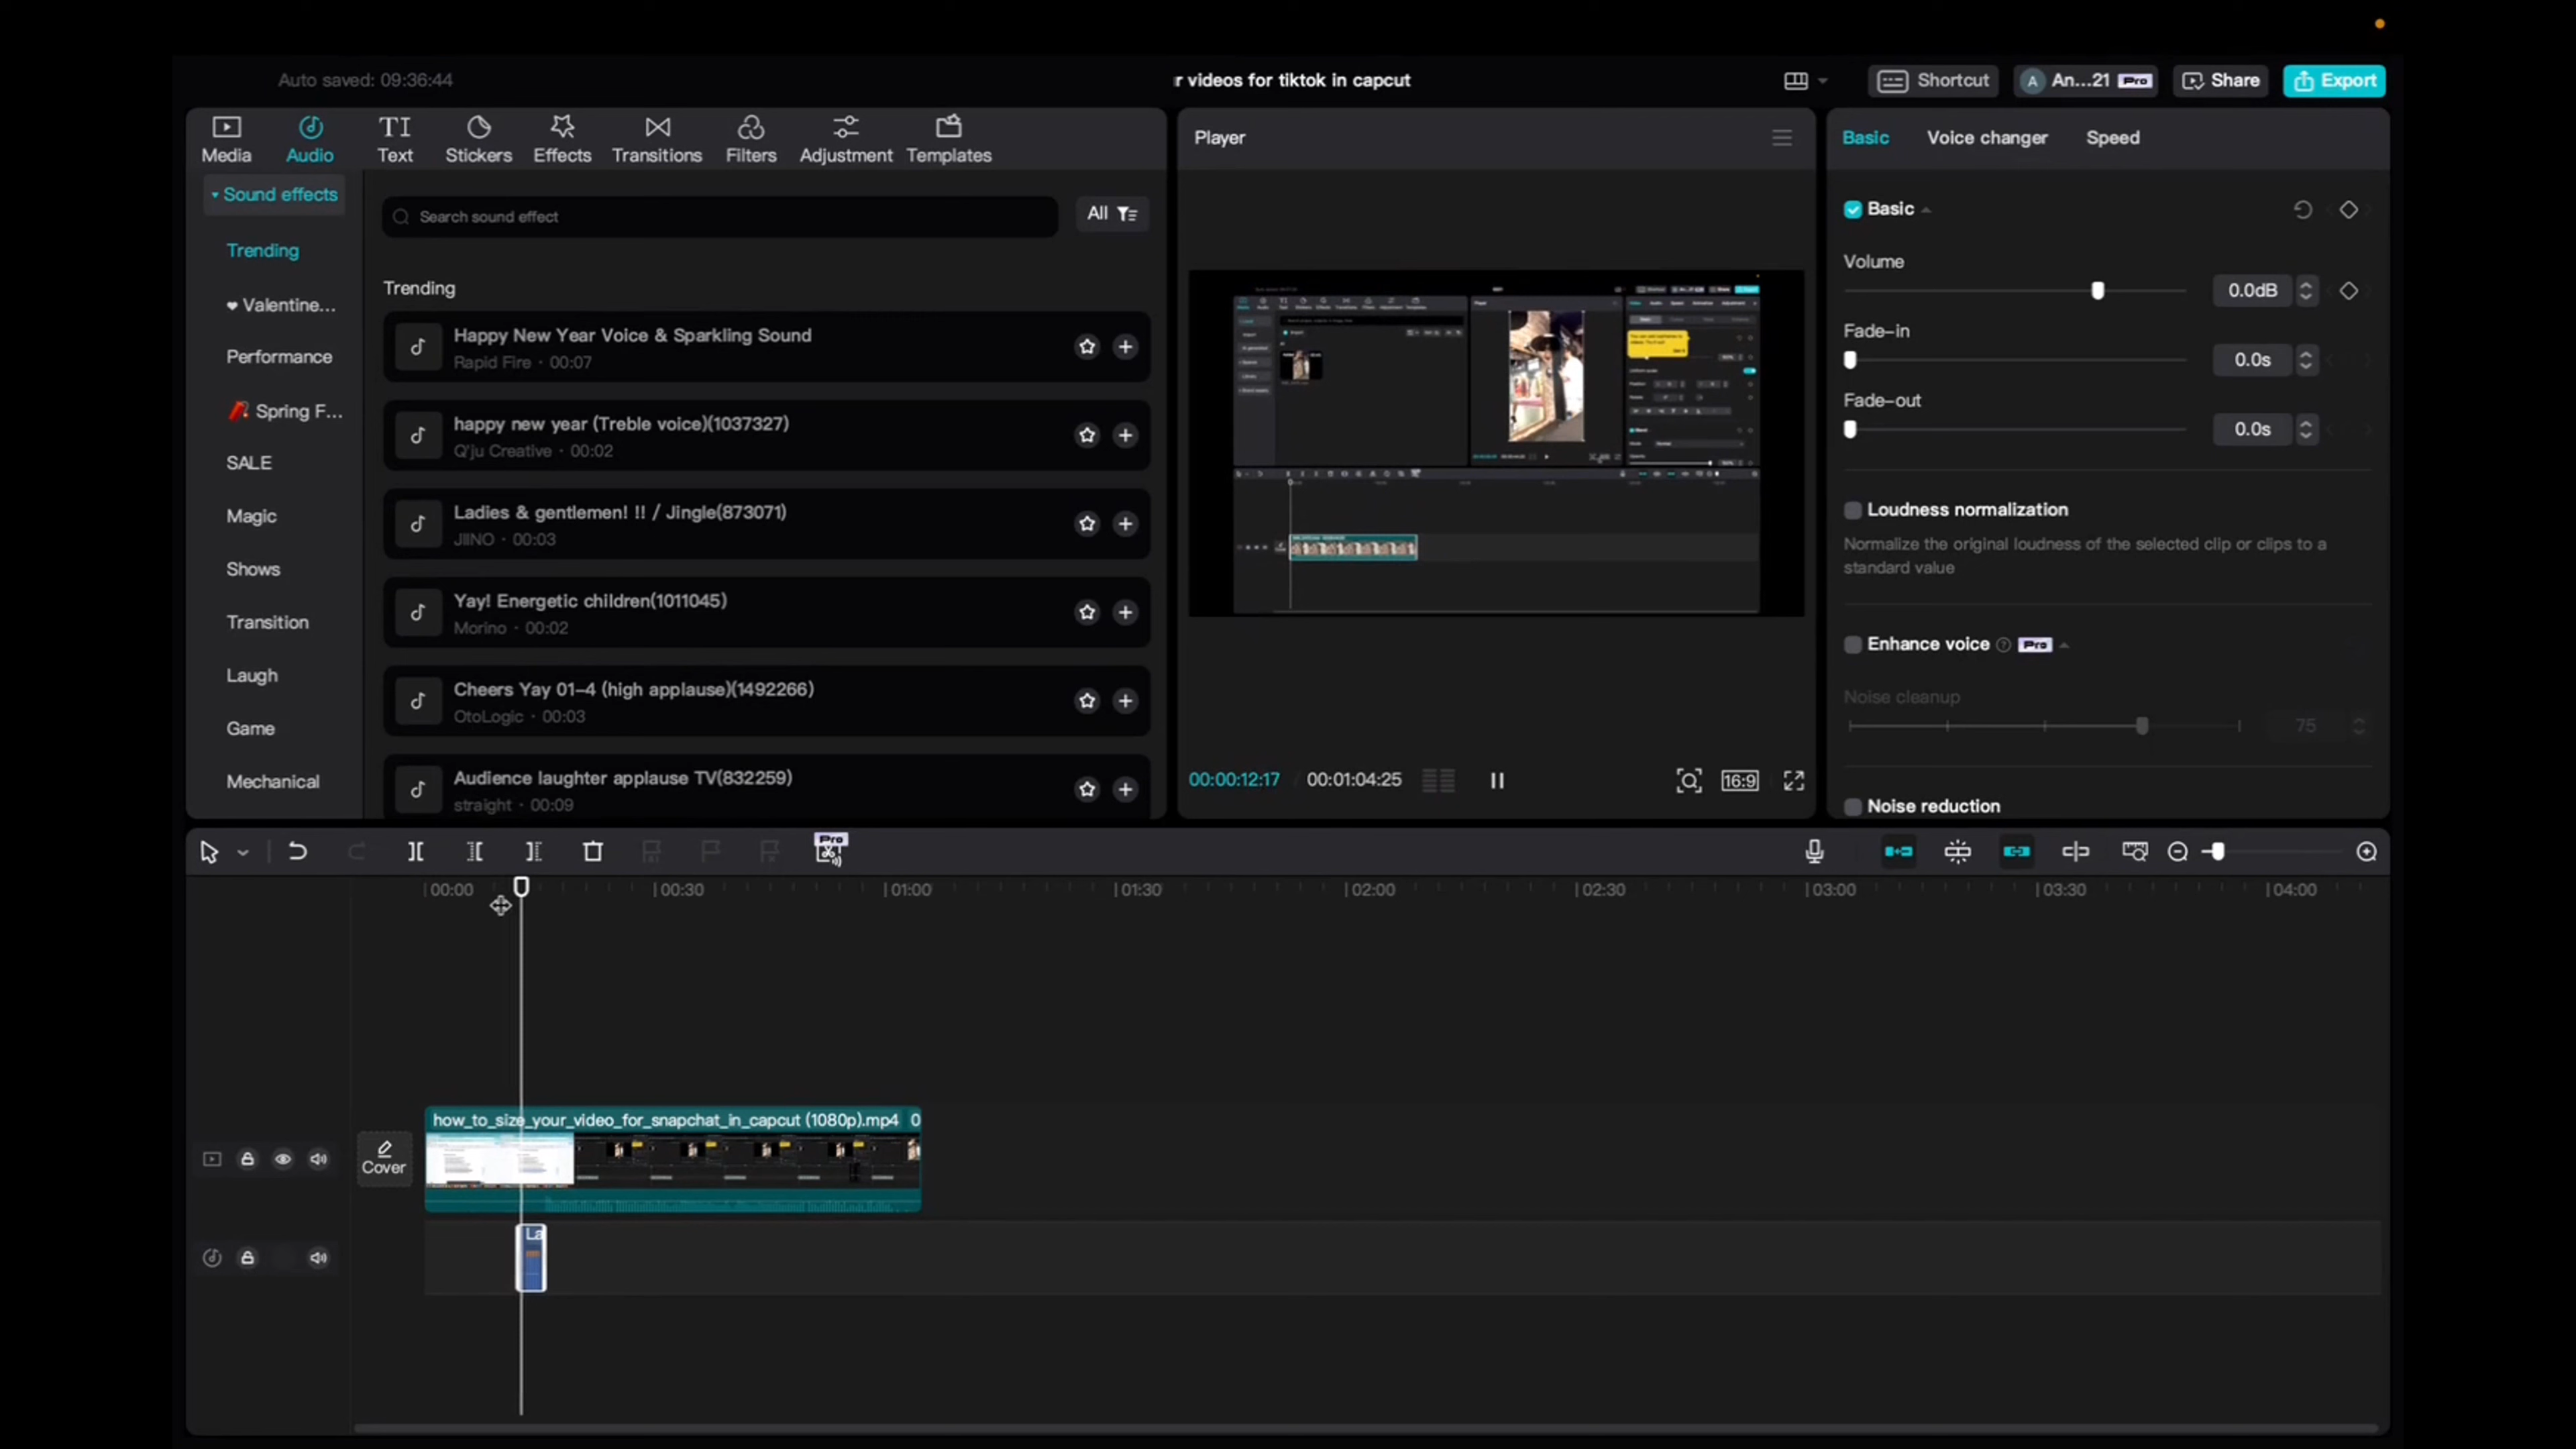 Auto saved: 09:36:44
r videos for tiktok in capcut
Shortcut
A An...21 Pro
Share
Export
Media
Audio
TI
Text
Stickers
Effects
Transitions
Filters
Adjustment
Templates
Sound effects
Trending
Valentine...
Performance
Spring F...
SALE
Magic
Shows
Transition
Laugh
Game
Mechanical
Search sound effect
All
Trending
Happy New Year Voice & Sparkling Sound
Rapid Fire · 00:07
happy new year (Treble voice)(1037327)
Q'ju Creative · 00:02
Ladies & gentlemen! !! / Jingle(873071)
JIINO · 00:03
Yay! Energetic children(1011045)
Morino · 00:02
Cheers Yay 01-4 (high applause)(1492266)
OtoLogic · 00:03
Audience laughter applause TV(832259)
straight · 00:09
Player
00:00:12:17 / 00:01:04:25
16:9
Basic
Voice changer
Speed
Basic
Volume
0.0dB
Fade-in
0.0s
Fade-out
0.0s
Loudness normalization
Normalize the original loudness of the selected clip or clips to a
standard value
Enhance voice Pro
Noise cleanup
75
Noise reduction
Pro
00:00
00:30
01:00
01:30
02:00
02:30
03:00
03:30
04:00
Cover
how_to_size_your_video_for_snapchat_in_capcut (1080p).mp4 0
La